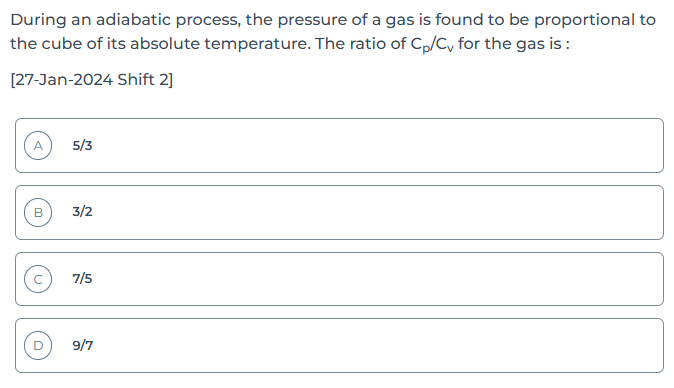 During an adiabatic process, the pressure of a gas is found to be proportional to
the cube of its absolute temperature. The ratio of Cₚ/Cᵥ for the gas is :
[27-Jan-2024 Shift 2]
A 5/3
B 3/2
C 7/5
D 9/7